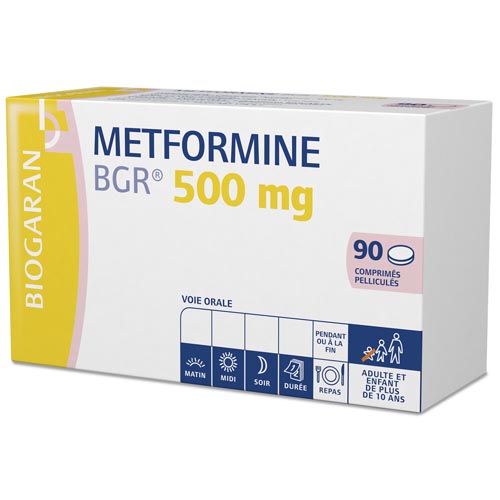 BIOGARAN
METFORMINE
BGR® 500 mg
90
COMPRIMÉS
PELLICULÉS
VOIE ORALE
PENDANT
OU À LA
FIN
MATIN
MIDI
SOIR
DURÉE
REPAS
ADULTE ET
ENFANT
DE PLUS
DE 10 ANS
90